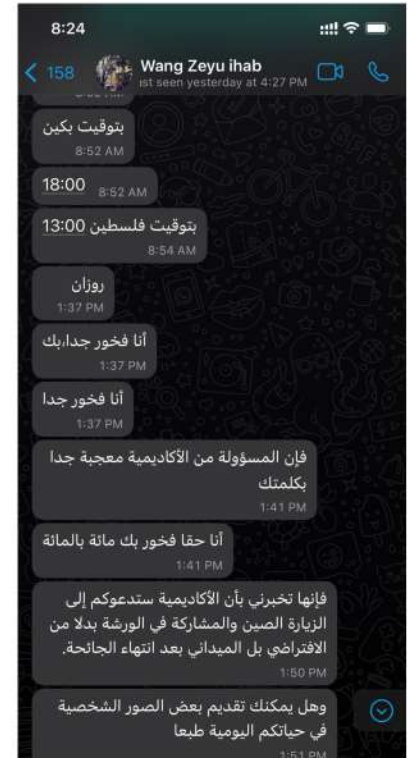 8:24
158
Wang Zeyu ihab
ast seen yesterday at 4:27 PM
بتوقيت بكين
8:52 AM
18:00 8:52 AM
بتوقيت فلسطين 13:00
8:54 AM
روزان
1:37 PM
أنا فخور جدا،بك
1:37 PM
أنا فخور جدا
1:37 PM
فإن المسؤولة من الأكاديمية معجبة جدا
بكلمتك
1:41 PM
أنا حقا فخور بك مائة بالمائة
1:41 PM
فإنها تخبرني بأن الأكاديمية ستدعوكم إلى
الزيارة الصين والمشاركة في الورشة بدلا من
الافتراضي بل الميداني بعد انتهاء الجائحة.
1:50 PM
وهل يمكنك تقديم بعض الصور الشخصية
في حياتكم اليومية طبعا
1:51 PM